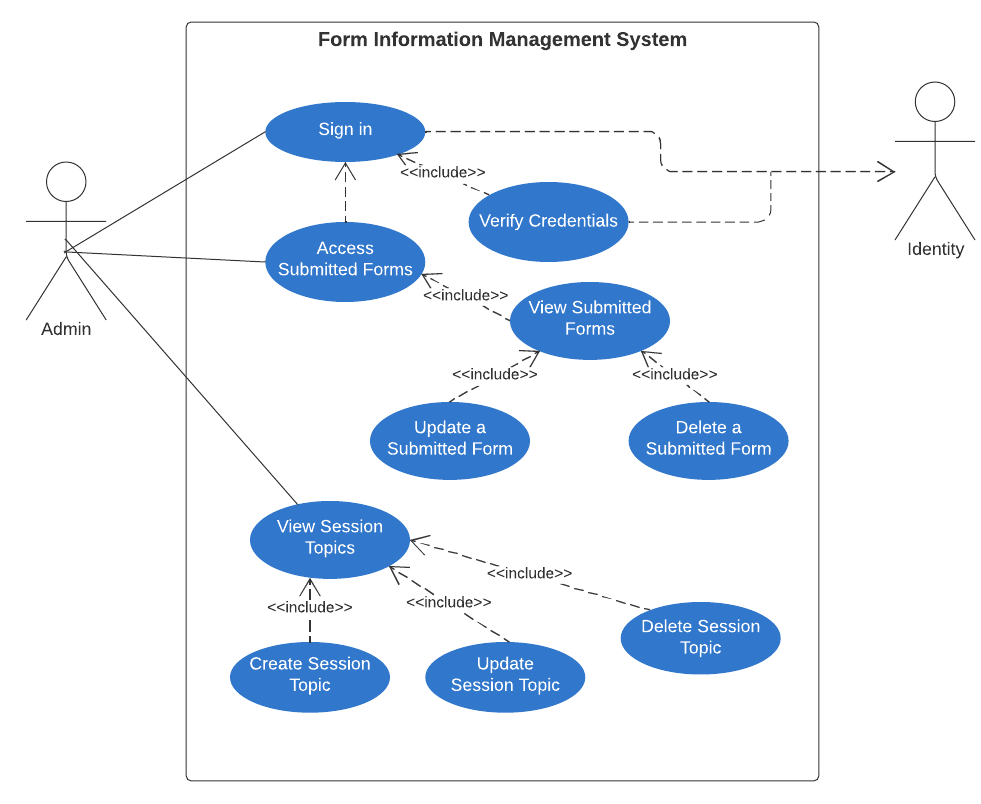 Form Information Management System
Sign in
<<include>>
Verify Credentials
Access
Submitted Forms
Identity
<<include>>
View Submitted
Forms
Admin
<<include>>
<<include>>
Update a
Submitted Form
Delete a
Submitted Form
View Session
Topics
<<include>>
<<include>>
<<include>>
Delete Session
Topic
Create Session
Topic
Update
Session Topic